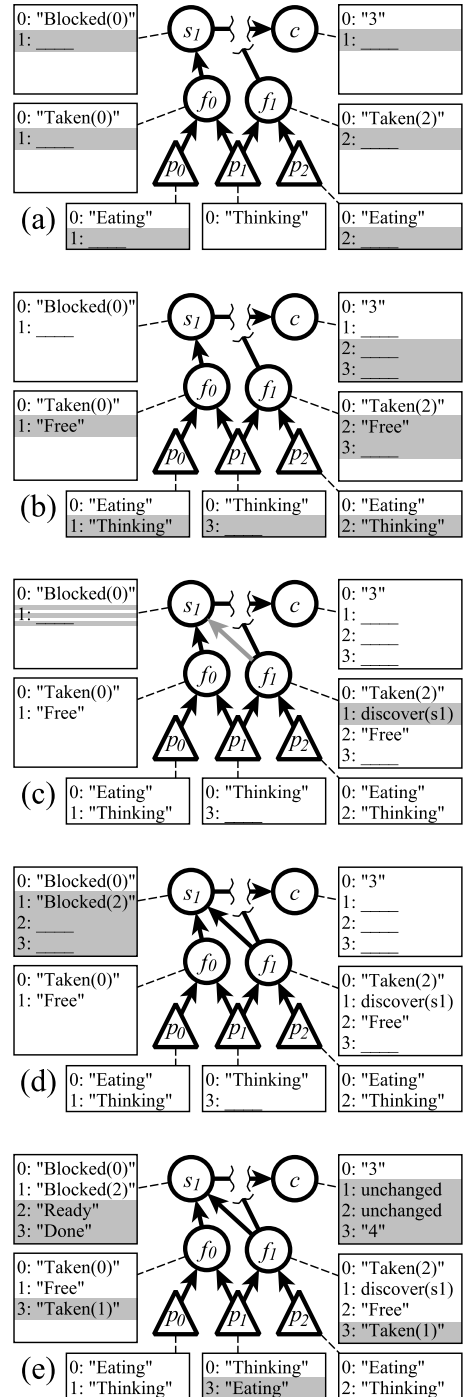 0: "Blocked(0)"
1: ____
s1
c
0: "3"
1: ____
0: "Taken(0)"
1: ____
f0
f1
0: "Taken(2)"
2: ____
p0
p1
p2
(a)
0: "Eating"
1: ____
0: "Thinking"
0: "Eating"
2: ____
0: "Blocked(0)"
1: ____
s1
c
0: "3"
1: ____
2: ____
3: ____
0: "Taken(0)"
1: "Free"
f0
f1
0: "Taken(2)"
2: "Free"
3: ____
p0
p1
p2
(b)
0: "Eating"
1: "Thinking"
0: "Thinking"
3: ____
0: "Eating"
2: "Thinking"
0: "Blocked(0)"
1: ____
s1
c
0: "3"
1: ____
2: ____
3: ____
0: "Taken(0)"
1: "Free"
f0
f1
0: "Taken(2)"
1: discover(s1)
2: "Free"
3: ____
p0
p1
p2
(c)
0: "Eating"
1: "Thinking"
0: "Thinking"
3: ____
0: "Eating"
2: "Thinking"
0: "Blocked(0)"
1: "Blocked(2)"
2: ____
3: ____
s1
c
0: "3"
1: ____
2: ____
3: ____
0: "Taken(0)"
1: "Free"
f0
f1
0: "Taken(2)"
1: discover(s1)
2: "Free"
3: ____
p0
p1
p2
(d)
0: "Eating"
1: "Thinking"
0: "Thinking"
3: ____
0: "Eating"
2: "Thinking"
0: "Blocked(0)"
1: "Blocked(2)"
2: "Ready"
3: "Done"
s1
c
0: "3"
1: unchanged
2: unchanged
3: "4"
0: "Taken(0)"
1: "Free"
3: "Taken(1)"
f0
f1
0: "Taken(2)"
1: discover(s1)
2: "Free"
3: "Taken(1)"
p0
p1
p2
(e)
0: "Eating"
1: "Thinking"
0: "Thinking"
3: "Eating"
0: "Eating"
2: "Thinking"